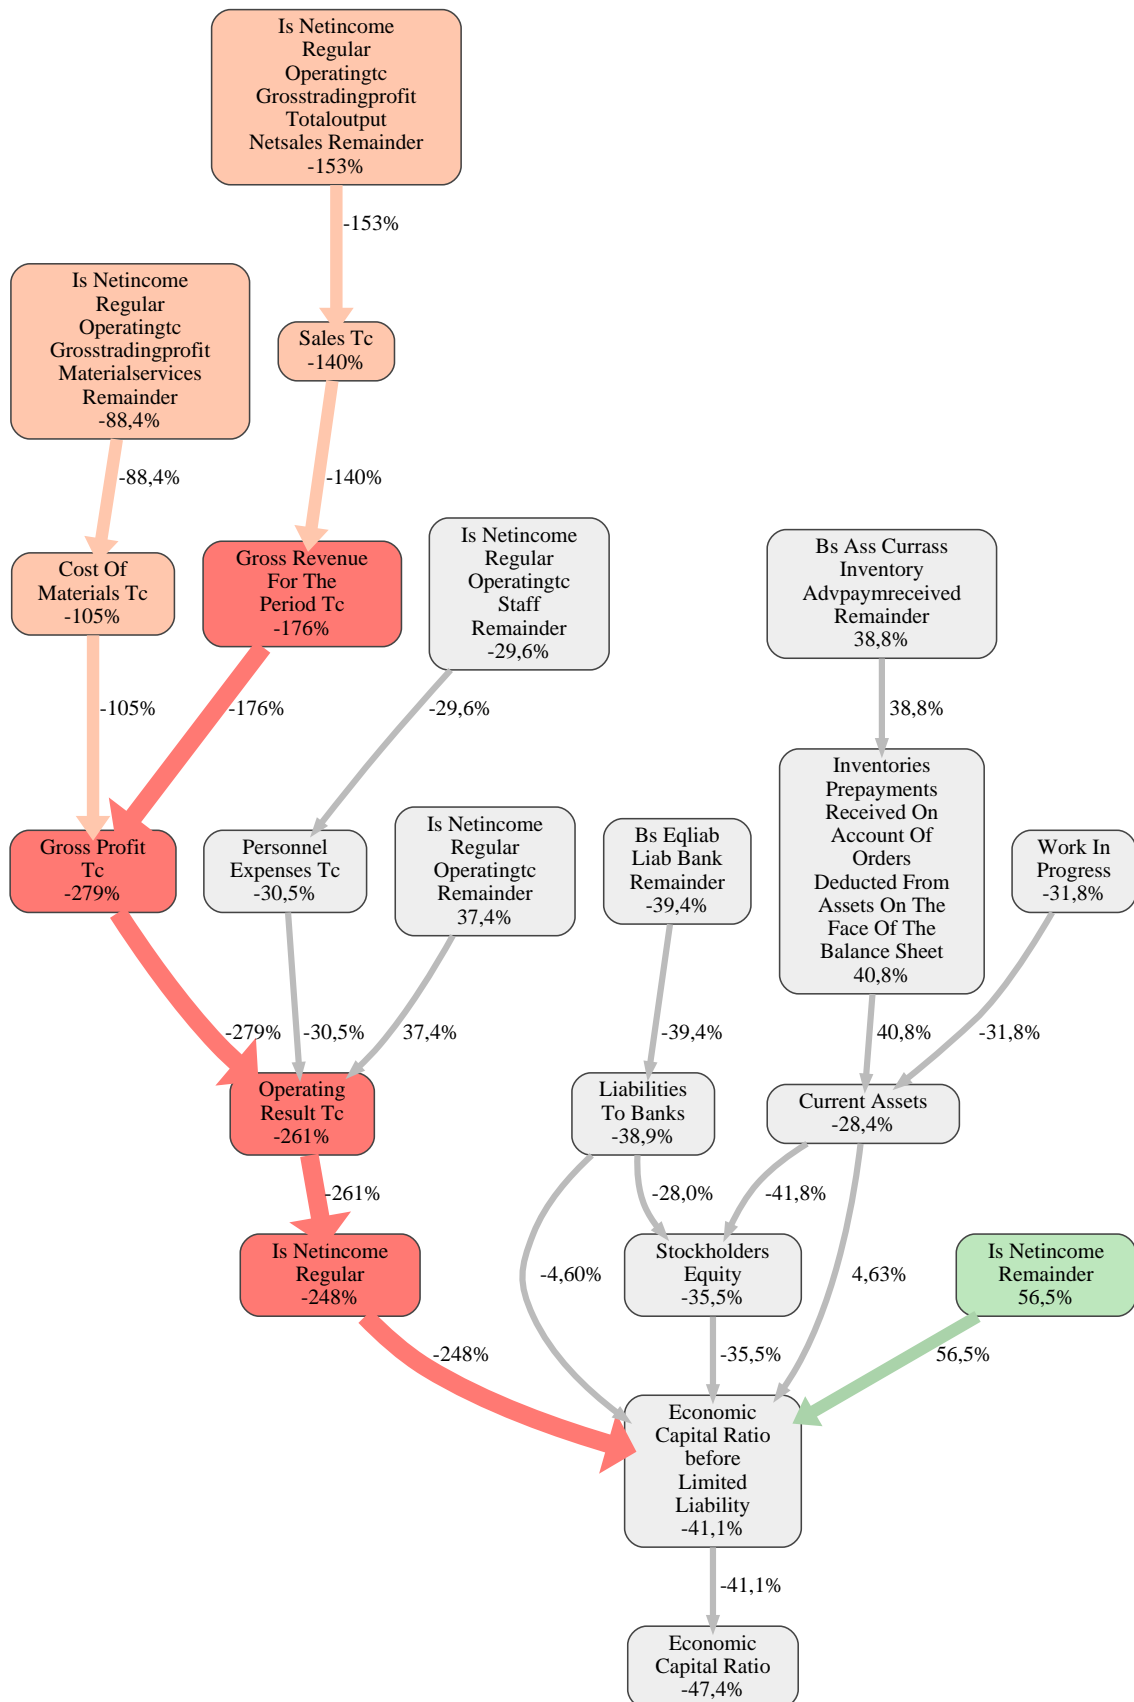 Is Netincome
Regular
Operatingtc
Grosstradingprofit
Totaloutput
Netsales Remainder
-153%
-153%
Is Netincome
Regular
Operatingtc
Grosstradingprofit
Materialservices
Remainder
-88,4%
Sales Tc
-140%
-88,4%
-140%
Cost Of
Materials Tc
-105%
Gross Revenue
For The
Period Tc
-176%
Is Netincome
Regular
Operatingtc
Staff
Remainder
-29,6%
Bs Ass Currass
Inventory
Advpaymreceived
Remainder
38,8%
-105%
-176%
-29,6%
38,8%
Gross Profit
Tc
-279%
Personnel
Expenses Tc
-30,5%
Is Netincome
Regular
Operatingtc
Remainder
37,4%
Bs Eqliab
Liab Bank
Remainder
-39,4%
Inventories
Prepayments
Received On
Account Of
Orders
Deducted From
Assets On The
Face Of The
Balance Sheet
40,8%
Work In
Progress
-31,8%
-279%
-30,5%
37,4%
-39,4%
40,8%
-31,8%
Operating
Result Tc
-261%
Liabilities
To Banks
-38,9%
Current Assets
-28,4%
-261%
-28,0%
-41,8%
Is Netincome
Regular
-248%
-4,60%
Stockholders
Equity
-35,5%
4,63%
Is Netincome
Remainder
56,5%
-248%
-35,5%
56,5%
Economic
Capital Ratio
before
Limited
Liability
-41,1%
-41,1%
Economic
Capital Ratio
-47,4%